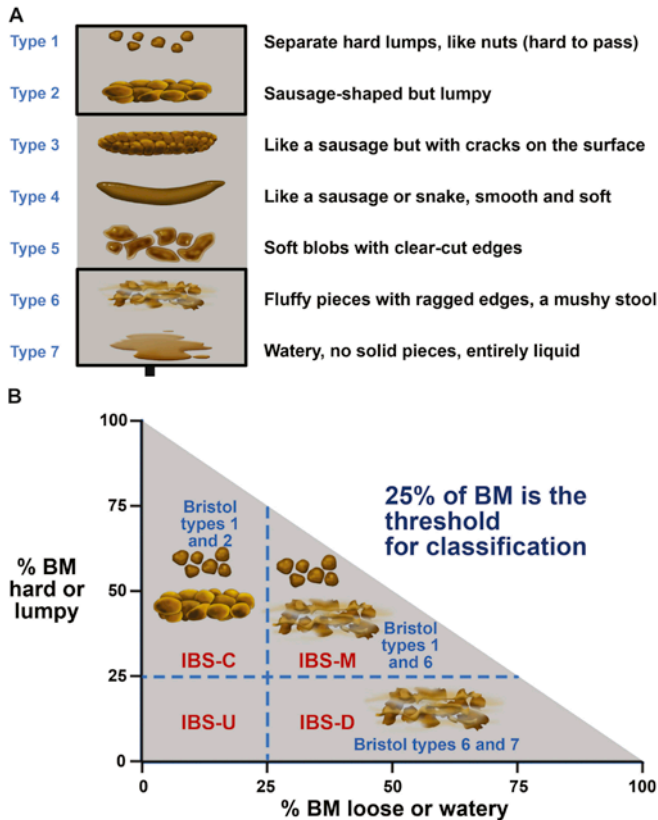 A
Type 1 Separate hard lumps, like nuts (hard to pass)
Type 2 Sausage-shaped but lumpy
Type 3 Like a sausage but with cracks on the surface
Type 4 Like a sausage or snake, smooth and soft
Type 5 Soft blobs with clear-cut edges
Type 6 Fluffy pieces with ragged edges, a mushy stool
Type 7 Watery, no solid pieces, entirely liquid
B
100
75
50
25
0
% BM
hard or
lumpy
Bristol
types 1
and 2
25% of BM is the
threshold
for classification
Bristol
types 1
and 6
IBS-C
IBS-M
IBS-U
IBS-D
Bristol types 6 and 7
0 25 50 75 100
% BM loose or watery